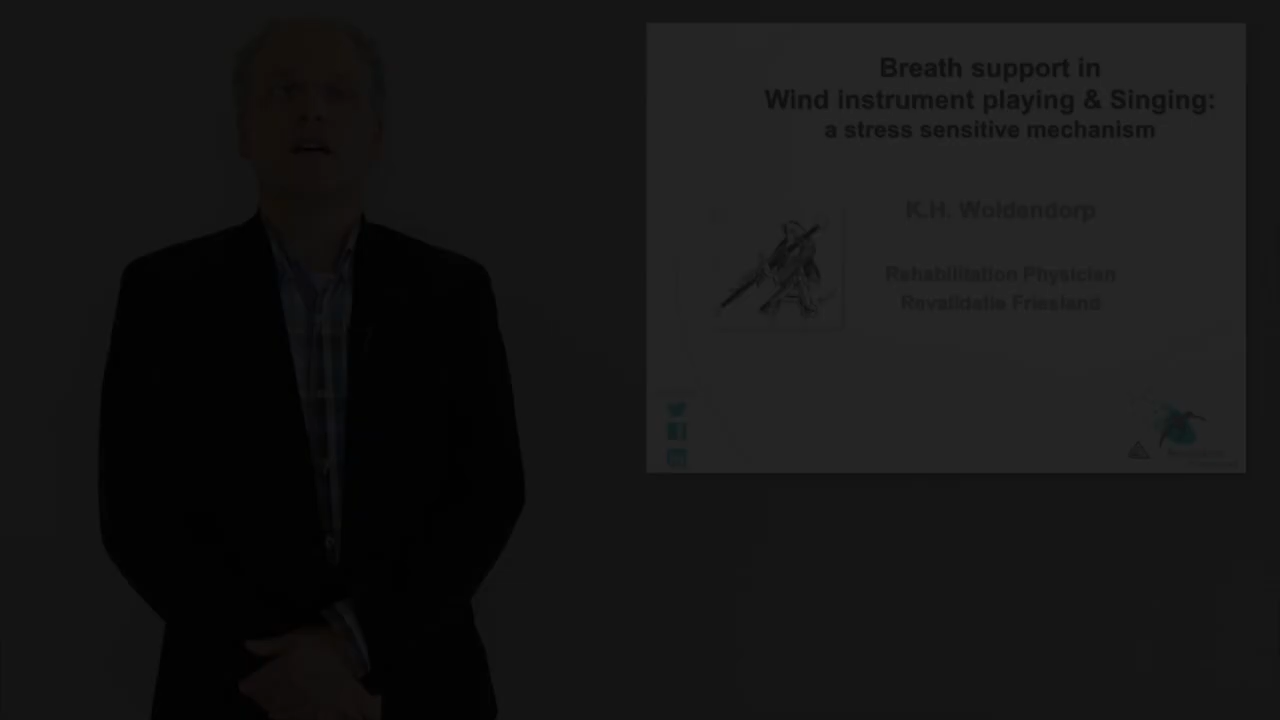 Breath support in
Wind instrument playing & Singing:
a stress sensitive mechanism
K.H. Woldendorp
Rehabilitation Physician
Revalidatie Friesland